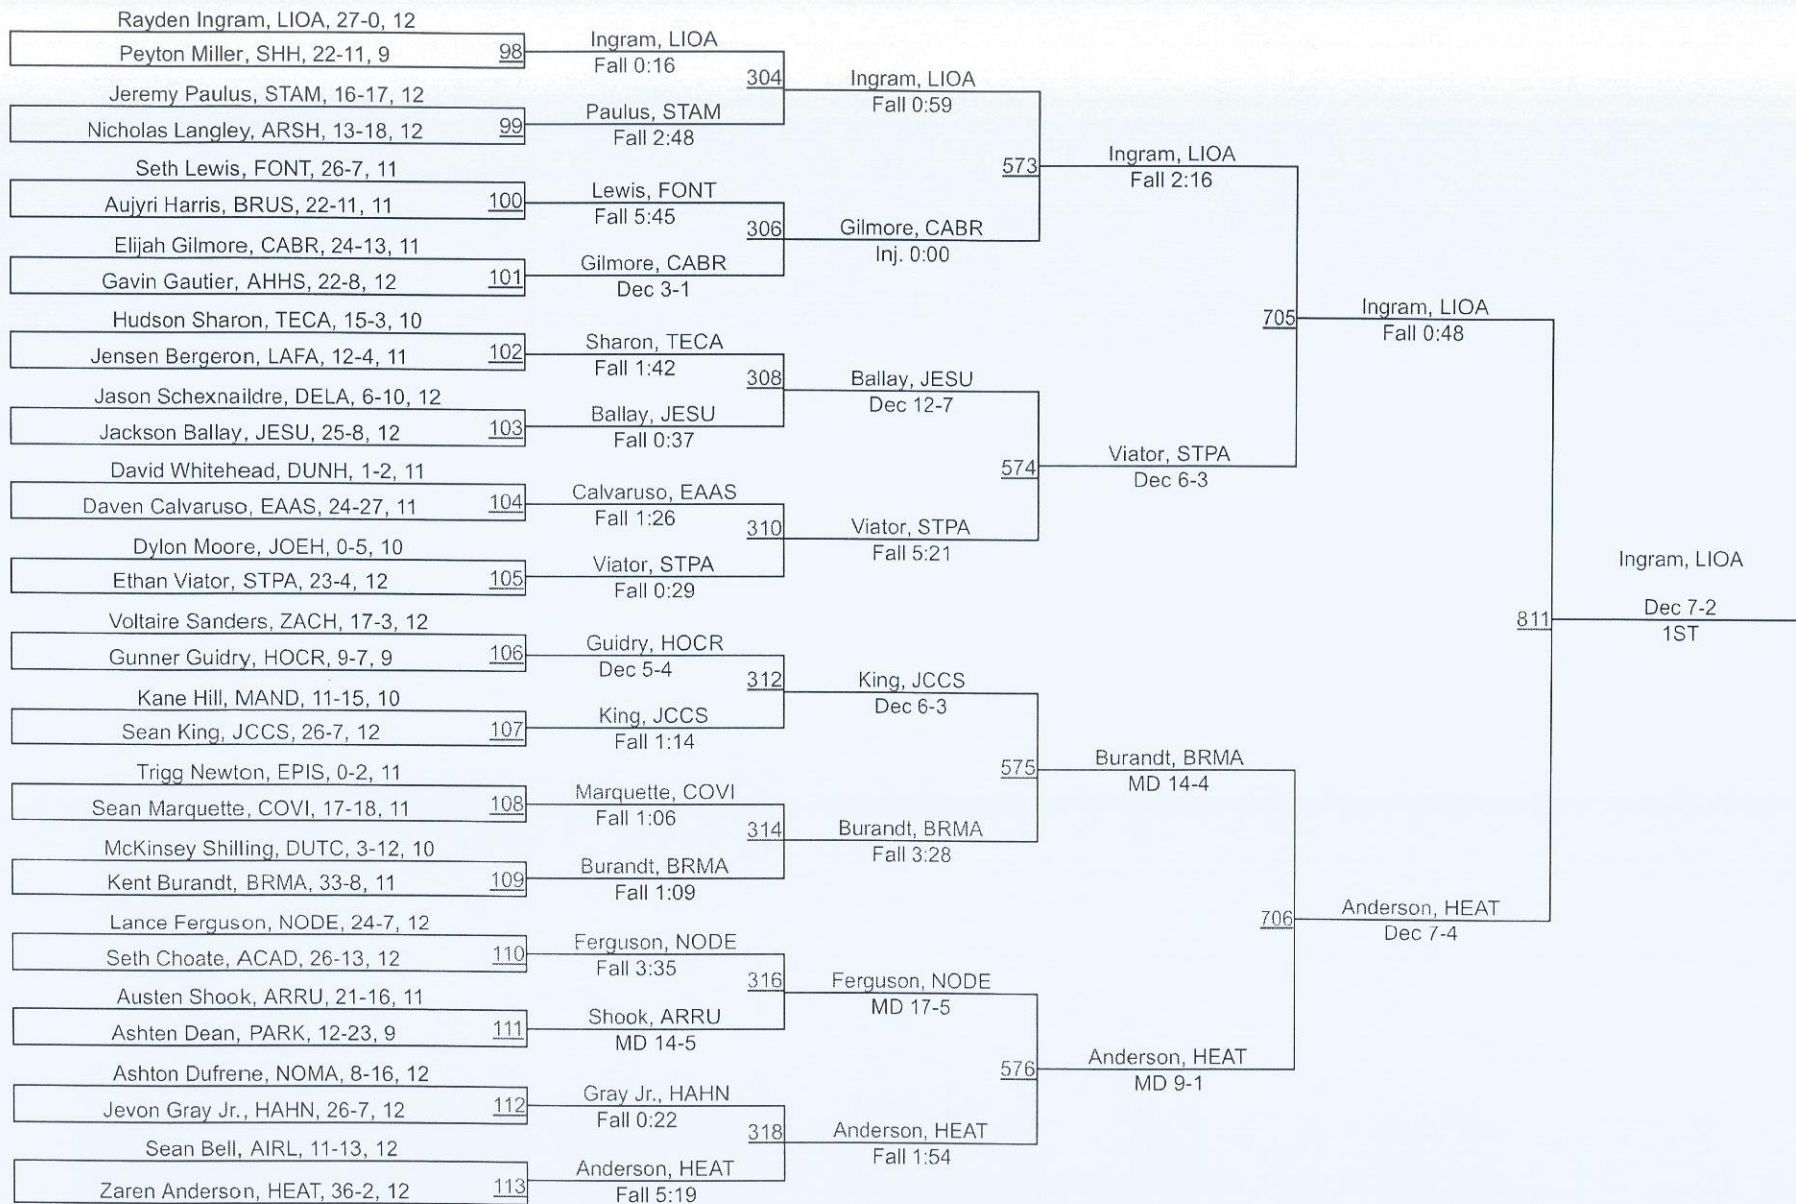 Rayden Ingram, LIOA, 27-0, 12
Peyton Miller, SHH, 22-11, 9
98
Jeremy Paulus, STAM, 16-17, 12
Nicholas Langley, ARSH, 13-18, 12
99
Seth Lewis, FONT, 26-7, 11
Aujyri Harris, BRUS, 22-11, 11
100
Elijah Gilmore, CABR, 24-13, 11
Gavin Gautier, AHHS, 22-8, 12
101
Hudson Sharon, TECA, 15-3, 10
Jensen Bergeron, LAFA, 12-4, 11
102
Jason Schexnaildre, DELA, 6-10, 12
Jackson Ballay, JESU, 25-8, 12
103
David Whitehead, DUNH, 1-2, 11
Daven Calvaruso, EAAS, 24-27, 11
104
Dylon Moore, JOEH, 0-5, 10
Ethan Viator, STPA, 23-4, 12
105
Voltaire Sanders, ZACH, 17-3, 12
Gunner Guidry, HOCR, 9-7, 9
106
Kane Hill, MAND, 11-15, 10
Sean King, JCCS, 26-7, 12
107
Trigg Newton, EPIS, 0-2, 11
Sean Marquette, COVI, 17-18, 11
108
McKinsey Shilling, DUTC, 3-12, 10
Kent Burandt, BRMA, 33-8, 11
109
Lance Ferguson, NODE, 24-7, 12
Seth Choate, ACAD, 26-13, 12
110
Austen Shook, ARRU, 21-16, 11
Ashten Dean, PARK, 12-23, 9
111
Ashton Dufrene, NOMA, 8-16, 12
Jevon Gray Jr., HAHN, 26-7, 12
112
Sean Bell, AIRL, 11-13, 12
Zaren Anderson, HEAT, 36-2, 12
113
Ingram, LIOA
Fall 0:16
304
Paulus, STAM
Fall 2:48
Lewis, FONT
Fall 5:45
306
Gilmore, CABR
Dec 3-1
Sharon, TECA
Fall 1:42
308
Ballay, JESU
Fall 0:37
Calvaruso, EAAS
Fall 1:26
310
Viator, STPA
Fall 0:29
Guidry, HOCR
Dec 5-4
312
King, JCCS
Fall 1:14
Marquette, COVI
Fall 1:06
314
Burandt, BRMA
Fall 1:09
Ferguson, NODE
Fall 3:35
316
Shook, ARRU
MD 14-5
Gray Jr., HAHN
Fall 0:22
318
Anderson, HEAT
Fall 5:19
Ingram, LIOA
Fall 0:59
573
Gilmore, CABR
Inj. 0:00
Ballay, JESU
Dec 12-7
574
Viator, STPA
Fall 5:21
King, JCCS
Dec 6-3
575
Burandt, BRMA
Fall 3:28
Ferguson, NODE
MD 17-5
576
Anderson, HEAT
Fall 1:54
Ingram, LIOA
Fall 2:16
705
Viator, STPA
Dec 6-3
Burandt, BRMA
MD 14-4
706
Anderson, HEAT
MD 9-1
Ingram, LIOA
Fall 0:48
811
Anderson, HEAT
Dec 7-4
Ingram, LIOA
Dec 7-2
1ST